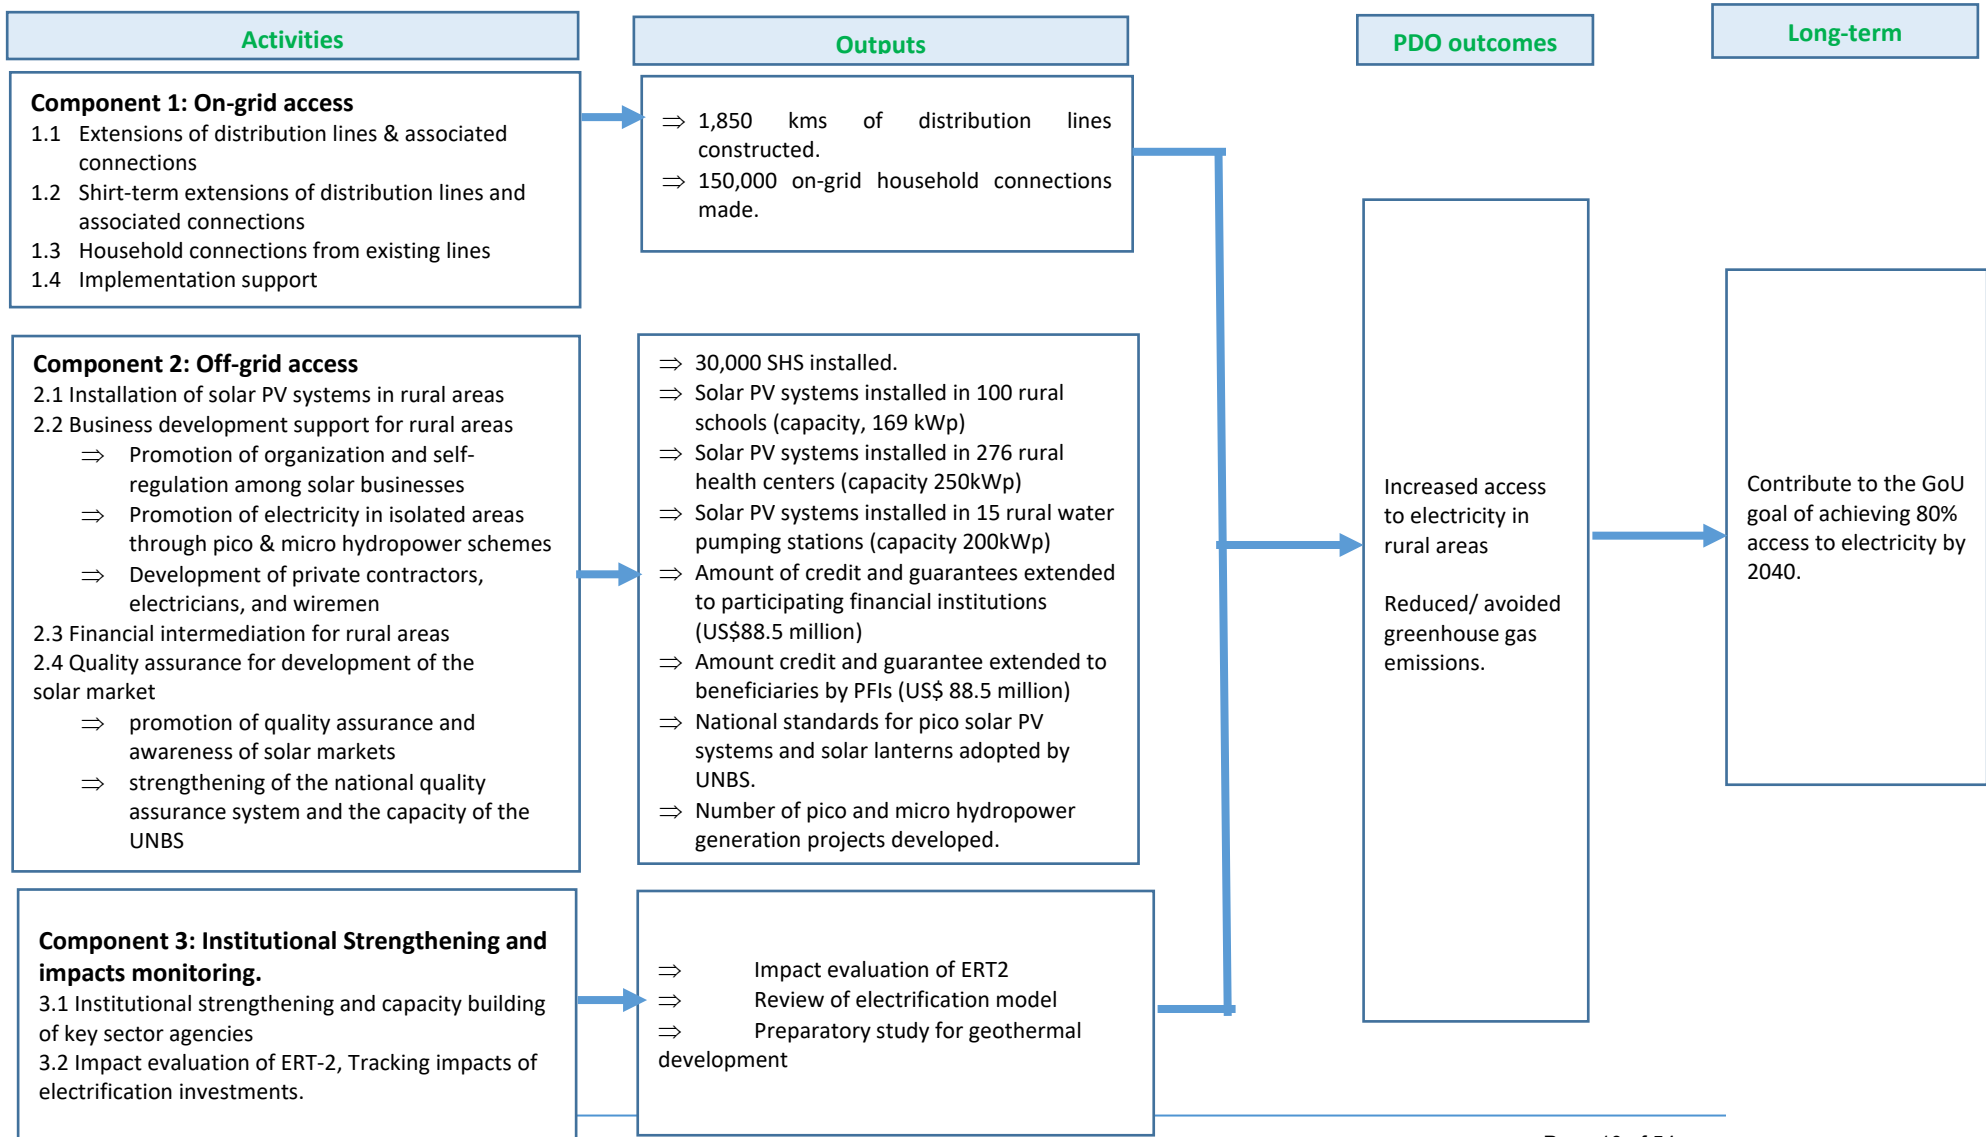 Activities
Outputs
PDO outcomes
Long-term
Component 1: On-grid access
1.1 Extensions of distribution lines & associated
connections
1.2 Shirt-term extensions of distribution lines and
associated connections
1.3 Household connections from existing lines
1.4 Implementation support
⇒ 1,850 kms of distribution lines
constructed.
⇒ 150,000 on-grid household connections
made.
Component 2: Off-grid access
2.1 Installation of solar PV systems in rural areas
2.2 Business development support for rural areas
⇒ Promotion of organization and self-
regulation among solar businesses
⇒ Promotion of electricity in isolated areas
through pico & micro hydropower schemes
⇒ Development of private contractors,
electricians, and wiremen
2.3 Financial intermediation for rural areas
2.4 Quality assurance for development of the
solar market
⇒ promotion of quality assurance and
awareness of solar markets
⇒ strengthening of the national quality
assurance system and the capacity of the
UNBS
⇒ 30,000 SHS installed.
⇒ Solar PV systems installed in 100 rural
schools (capacity, 169 kWp)
⇒ Solar PV systems installed in 276 rural
health centers (capacity 250kWp)
⇒ Solar PV systems installed in 15 rural water
pumping stations (capacity 200kWp)
⇒ Amount of credit and guarantees extended
to participating financial institutions
(US$88.5 million)
⇒ Amount credit and guarantee extended to
beneficiaries by PFIs (US$ 88.5 million)
⇒ National standards for pico solar PV
systems and solar lanterns adopted by
UNBS.
⇒ Number of pico and micro hydropower
generation projects developed.
Component 3: Institutional Strengthening and
impacts monitoring.
3.1 Institutional strengthening and capacity building
of key sector agencies
3.2 Impact evaluation of ERT-2, Tracking impacts of
electrification investments.
⇒ Impact evaluation of ERT2
⇒ Review of electrification model
⇒ Preparatory study for geothermal
development
Increased access
to electricity in
rural areas
Reduced/ avoided
greenhouse gas
emissions.
Contribute to the GoU
goal of achieving 80%
access to electricity by
2040.